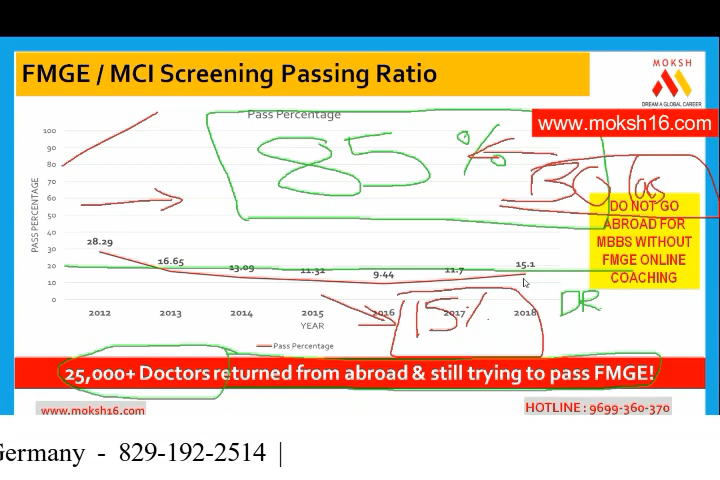 FMGE / MCI Screening Passing Ratio
MOKSH
DREAM A GLOBAL CAREER
Pass Percentage
www.moksh16.com
100
90
80
70
60
50
40
30
20
10
0
PASS PERCENTAGE
85 %
30 las
DO NOT GO
ABROAD FOR
MBBS WITHOUT
FMGE ONLINE
COACHING
28.29
16.65
13.09
11.32
9.44
11.7
15.1
2012
2013
2014
2015
2016
2017
2018
15%
DR
YEAR
Pass Percentage
25,000+ Doctors returned from abroad & still trying to pass FMGE!
www.moksh16.com
HOTLINE : 9699-360-370
Germany - 829-192-2514 |